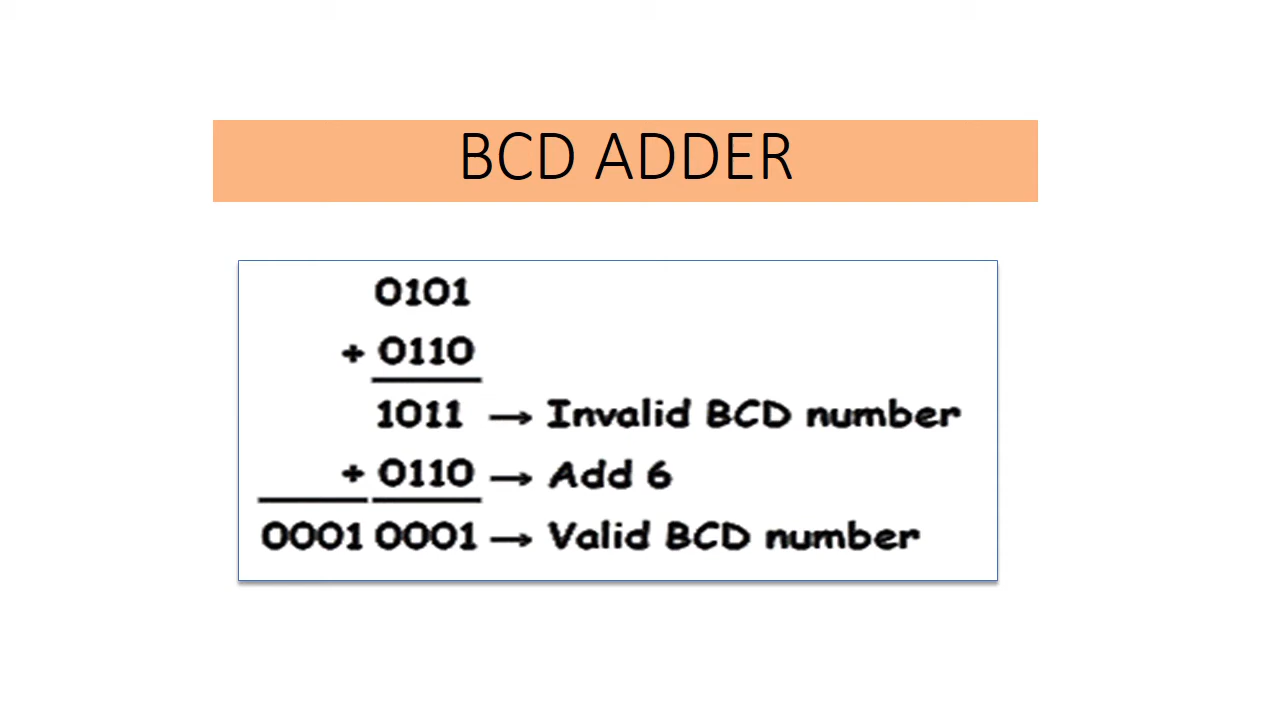 BCD ADDER
0101
+ 0110
1011 → Invalid BCD number
+ 0110 → Add 6
0001 0001 → Valid BCD number